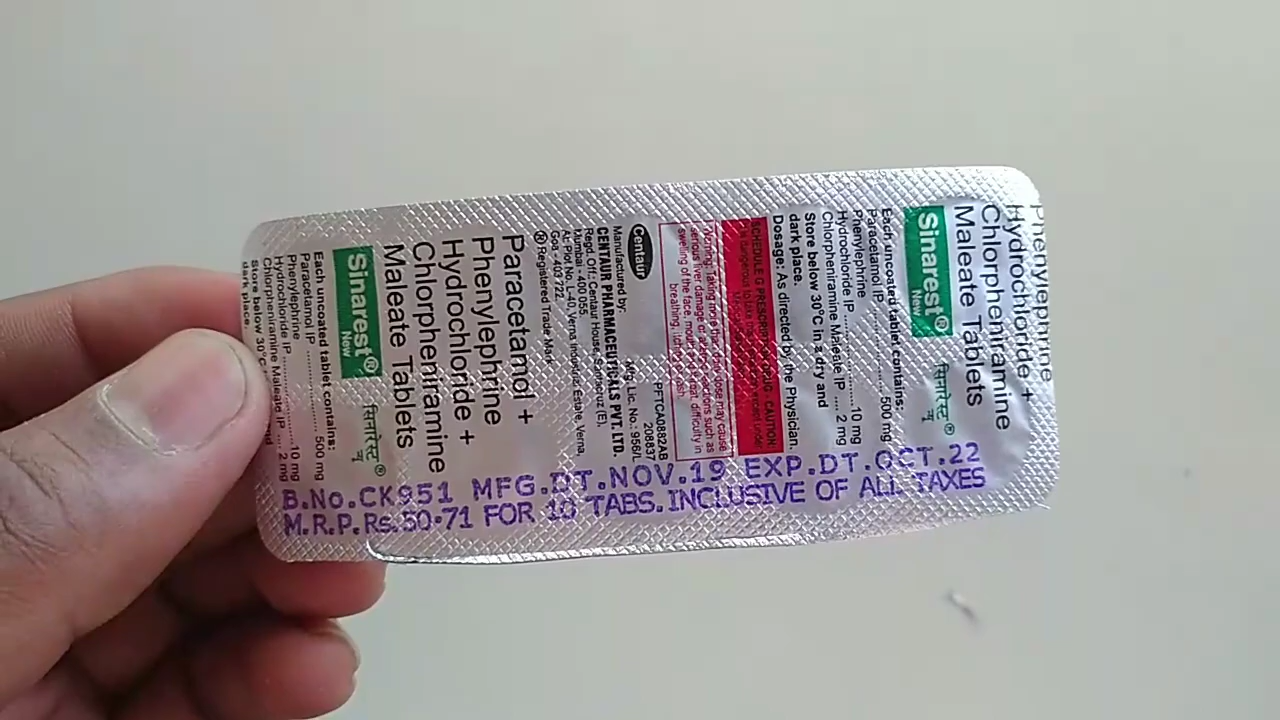 Phenylephrine
Hydrochloride +
Chlorpheniramine
Maleate Tablets
Sinarest®
New
सिनारेस्ट®
न्यू
Each uncoated tablet contains:
Paracetamol IP .......... 500 mg
Phenylephrine
Hydrochloride IP .......... 10 mg
Chlorpheniramine Maleate IP .... 2 mg
Store below 30°C in a dry and
dark place.
Dosage: As directed by the Physician.
SCHEDULE G PRESCRIPTION DRUG - CAUTION:
Warning: Taking more than daily dose may cause
serious liver damage or allergic reactions such as
swelling of the face, mouth and throat, difficulty in
breathing, itching or rash.
Centaur
PFTCA0882AB
208837
Mfg. Lic. No.: 956/L
Manufactured by:
CENTAUR PHARMACEUTICALS PVT. LTD.
Regd. Off.: Centaur House, Santacruz (E),
Mumbai - 400 055.
At: Plot No. L-40, Verna Industrial Estate, Verna,
Goa - 403 722.
® Registered Trade Mark
Paracetamol +
Phenylephrine
Hydrochloride +
Chlorpheniramine
Maleate Tablets
Sinarest®
New
सिनारेस्ट®
न्यू
Each uncoated tablet contains:
Paracetamol IP .......... 500 mg
Phenylephrine
Hydrochloride IP .......... 10 mg
Chlorpheniramine Maleate IP .... 2 mg
Store below 30°C
dark place.
B.No.CK951 MFG.DT.NOV.19 EXP.DT.OCT.22
M.R.P.Rs.50·71 FOR 10 TABS.INCLUSIVE OF ALL TAXES